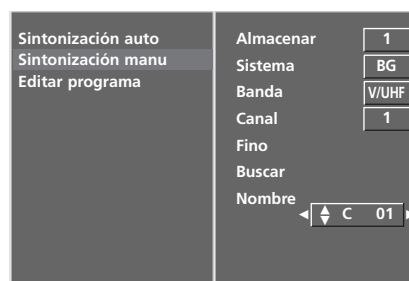 Sintonización auto
Sintonización manu
Editar programa
Almacenar 1
Sistema BG
Banda V/UHF
Canal 1
Fino
Buscar
Nombre
C 01